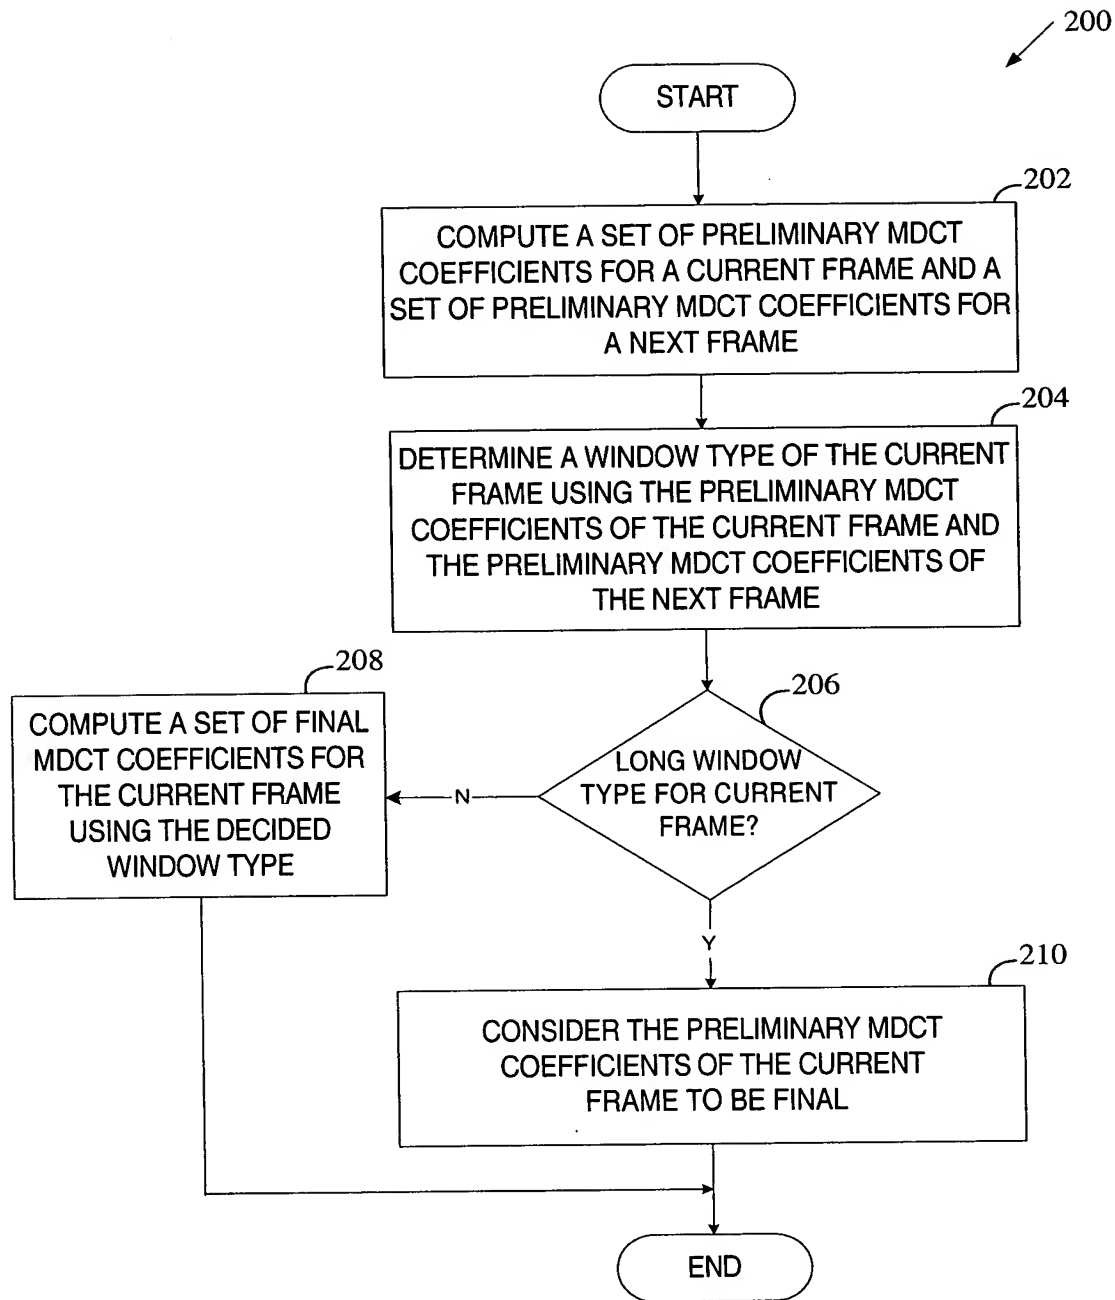 200
START
202
COMPUTE A SET OF PRELIMINARY MDCT
COEFFICIENTS FOR A CURRENT FRAME AND A
SET OF PRELIMINARY MDCT COEFFICIENTS FOR
A NEXT FRAME
204
DETERMINE A WINDOW TYPE OF THE CURRENT
FRAME USING THE PRELIMINARY MDCT
COEFFICIENTS OF THE CURRENT FRAME AND
THE PRELIMINARY MDCT COEFFICIENTS OF
THE NEXT FRAME
206
LONG WINDOW
TYPE FOR CURRENT
FRAME?
N
208
COMPUTE A SET OF FINAL
MDCT COEFFICIENTS FOR
THE CURRENT FRAME
USING THE DECIDED
WINDOW TYPE
Y
210
CONSIDER THE PRELIMINARY MDCT
COEFFICIENTS OF THE CURRENT
FRAME TO BE FINAL
END